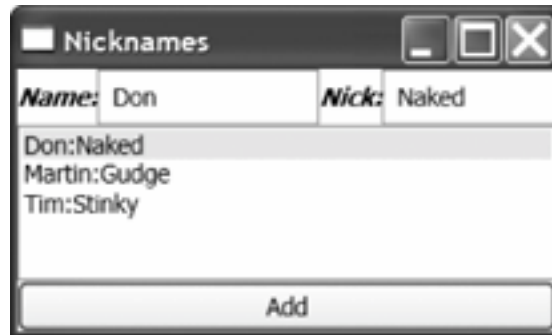 Nicknames
Name: Don Nick: Naked
Don:Naked
Martin:Gudge
Tim:Stinky
Add